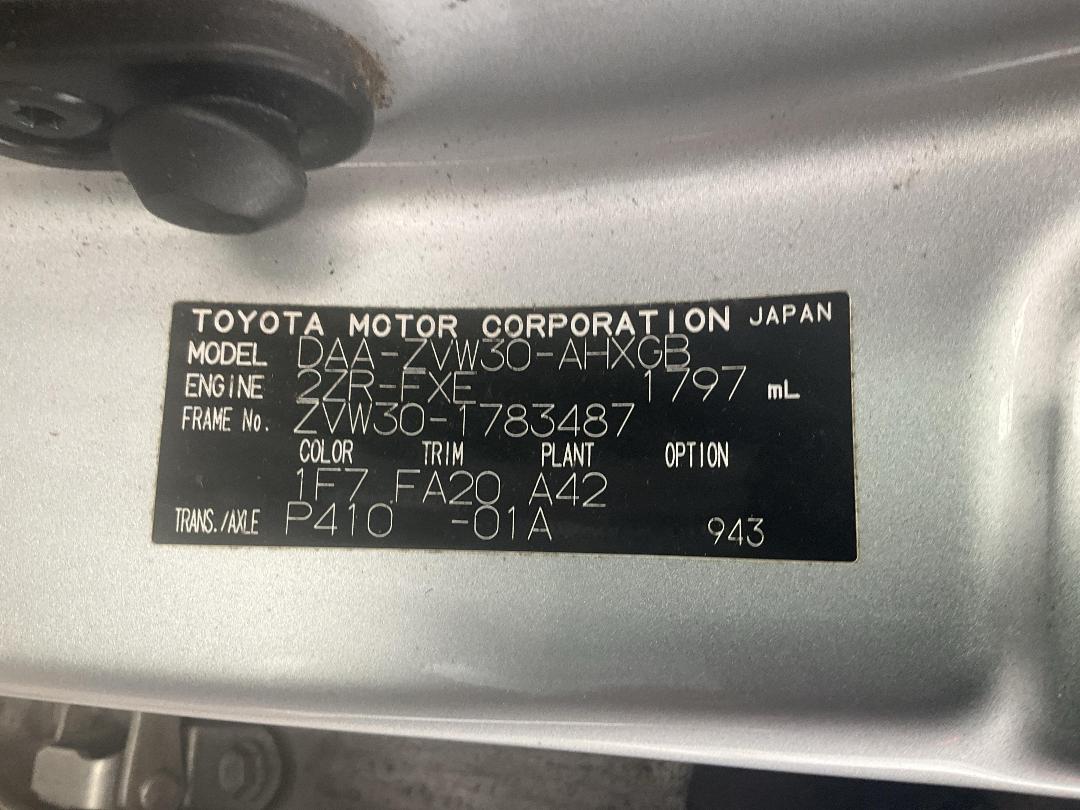 TOYOTA MOTOR CORPORATION JAPAN
MODEL DAA-ZVW30-AHXGB
ENGINE 2ZR-FXE 1797 mL
FRAME No. ZVW30-1783487
COLOR TRIM PLANT OPTION
1F7 FA20 A42
TRANS./AXLE P410 -01A 943